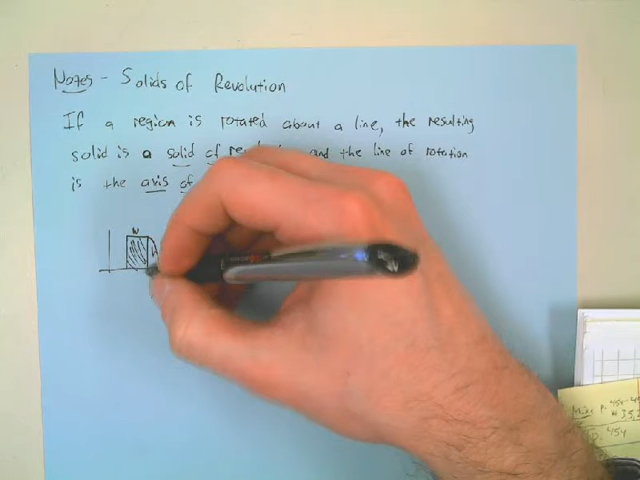 Notes - Solids of Revolution
If a region is rotated about a line, the resulting
solid is a solid of and the line of rotation
is the axis of
w
h
P. 454